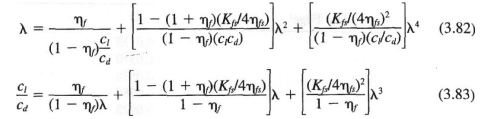 λ = η_f / ((1 − η_f) c_l/c_d) + [(1 − (1 + η_f)(K_fs/4η_fs)) / ((1 − η_f)(c_l/c_d))] λ² + [(K_fs/4η_fs)² / ((1 − η_f)(c_l/c_d))] λ⁴ (3.82)
c_l/c_d = η_f / ((1 − η_f)λ) + [(1 − (1 + η_f)(K_fs/4η_fs)) / (1 − η_f)] λ + [(K_fs/4η_fs)² / (1 − η_f)] λ³ (3.83)